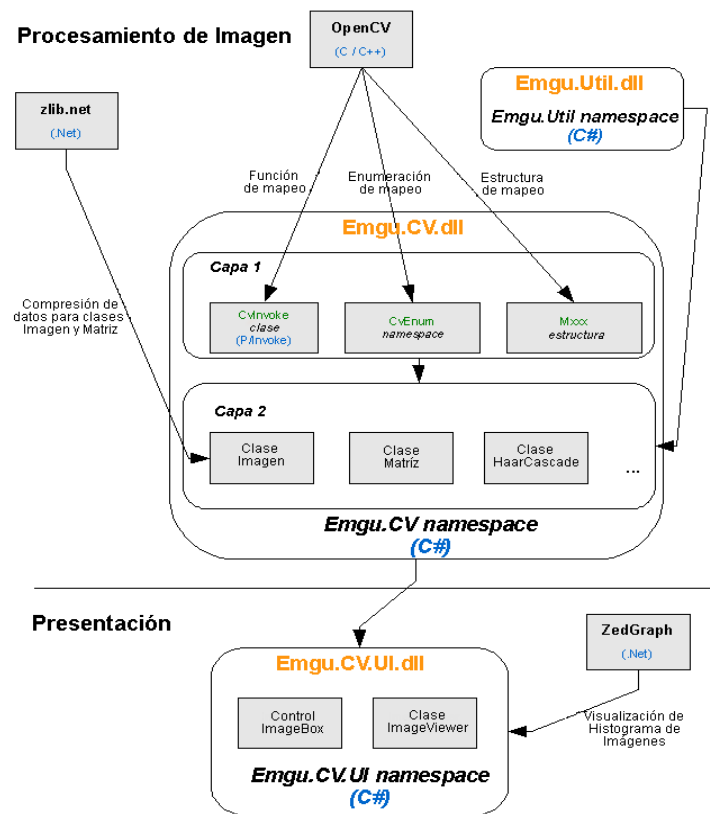 Procesamiento de Imagen
OpenCV
(C / C++)
Emgu.Util.dll
Emgu.Util namespace
(C#)
zlib.net
(.Net)
Función
de mapeo
Enumeración
de mapeo
Estructura
de mapeo
Emgu.CV.dll
Capa 1
CvInvoke
clase
(P/Invoke)
CvEnum
namespace
Mxxx
estructura
Compresión de
datos para clases
Imagen y Matriz
Capa 2
Clase
Imagen
Clase
Matríz
Clase
HaarCascade
...
Emgu.CV namespace
(C#)
Presentación
Emgu.CV.UI.dll
ZedGraph
(.Net)
Control
ImageBox
Clase
ImageViewer
Visualización de
Histograma de
Imágenes
Emgu.CV.UI namespace
(C#)